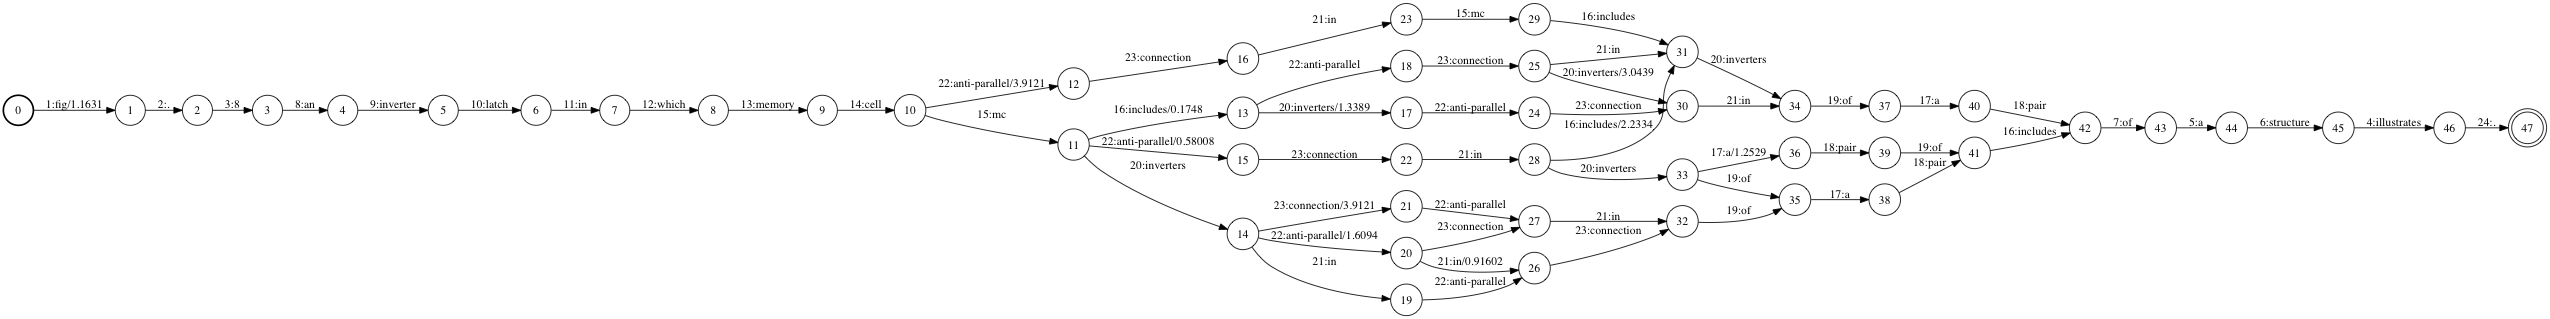 0 1:fig/1.1631 1 2:. 2 3:8 3 8:an 4 9:inverter 5 10:latch 6 11:in 7 12:which 8 13:memory 9 14:cell 10
22:anti-parallel/3.9121 12 23:connection 16 21:in 23 15:mc 29 16:includes 31 20:inverters
15:mc 11 16:includes/0.1748 13 22:anti-parallel 18 23:connection 25 21:in
20:inverters/3.0439 30 21:in 34 19:of 37 17:a 40 18:pair
20:inverters/1.3389 17 22:anti-parallel 24 23:connection
22:anti-parallel/0.58008 15 23:connection 22 21:in 28 16:includes/2.2334
20:inverters 33 17:a/1.2529 36 18:pair 39 19:of 41 16:includes
19:of 35 17:a 38 18:pair
20:inverters 14 23:connection/3.9121 21 22:anti-parallel 27 21:in 32 19:of
22:anti-parallel/1.6094 20 23:connection
21:in/0.91602 26 23:connection
21:in 19 22:anti-parallel
42 7:of 43 5:a 44 6:structure 45 4:illustrates 46 24:. 47